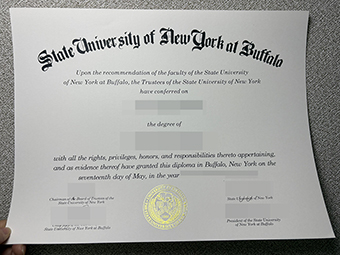 State University of New York at Buffalo
Upon the recommendation of the faculty of the State University
of New York at Buffalo, the Trustees of the State University of New York
have conferred on
the degree of
with all the rights, privileges, honors, and responsibilities thereto appertaining,
and as evidence thereof have granted this diploma in Buffalo, New York on the
seventeenth day of May, in the year
Chairman of the Board of Trustees of the
State University of New York
State University of New York
President of the State University
of New York at Buffalo
State University of New York at Buffalo